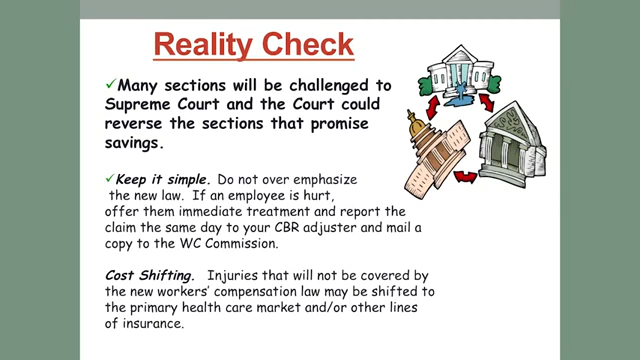 Reality Check
✓Many sections will be challenged to
Supreme Court and the Court could
reverse the sections that promise
savings.
✓Keep it simple. Do not over emphasize
the new law. If an employee is hurt,
offer them immediate treatment and report the
claim the same day to your CBR adjuster and mail a
copy to the WC Commission.
Cost Shifting. Injuries that will not be covered by
the new workers' compensation law may be shifted to
the primary health care market and/or other lines
of insurance.